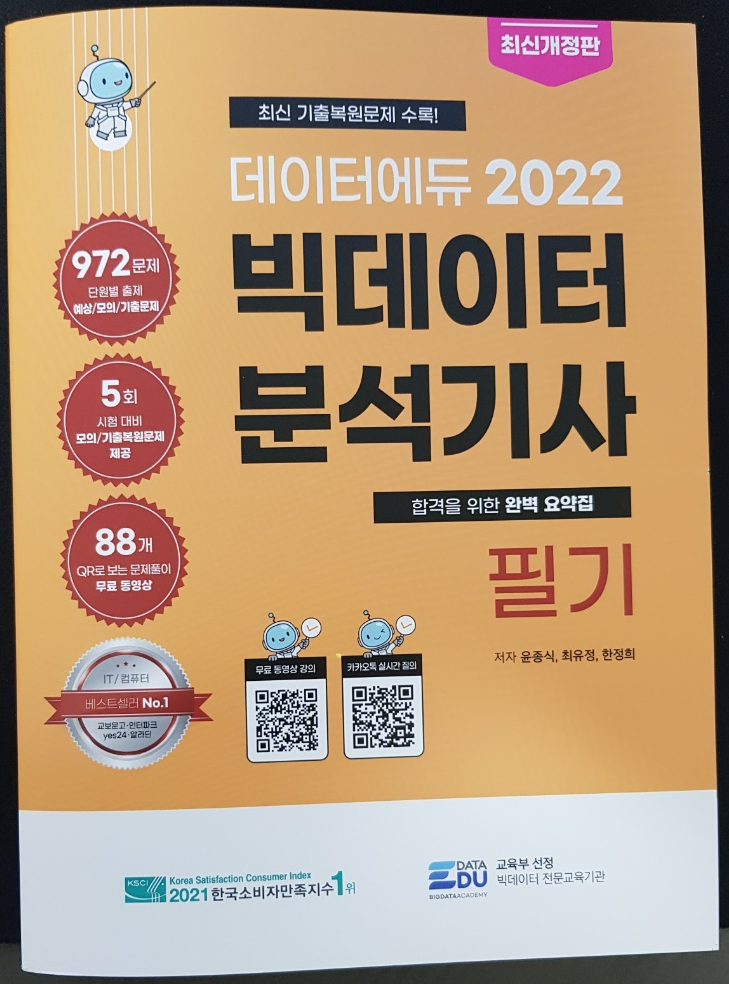 최신개정판
최신 기출복원문제 수록!
데이터에듀 2022
빅데이터
분석기사
합격을 위한 완벽 요약집
필기
저자 윤종식, 최유정, 한정희
972문제
단원별 출제
예상/모의/기출문제
5회
시험 대비
모의/기출복원문제
제공
88개
QR로 보는 문제풀이
무료 동영상
IT/컴퓨터
베스트셀러 No.1
교보문고·인터파크
yes24·알라딘
무료 동영상 강의
카카오톡 실시간 질의
KSCI
Korea Satisfaction Consumer Index
2021 한국소비자만족지수 1위
DATA
EDU
BIGDATA ACADEMY
교육부 선정
빅데이터 전문교육기관